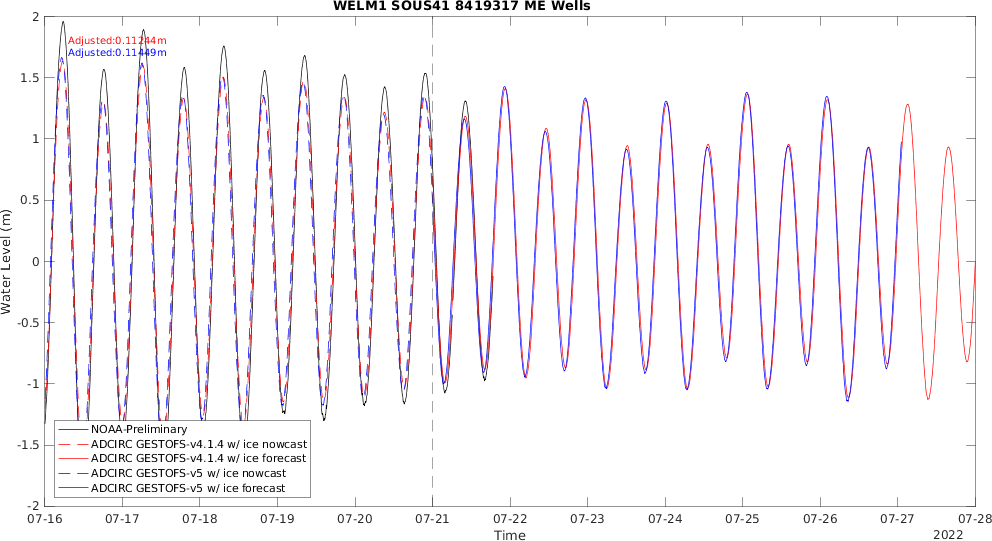 WELM1 SOUS41 8419317 ME Wells
Adjusted:0.11244m
Adjusted:0.11449m
2
1.5
1
0.5
0
-0.5
-1
-1.5
-2
Water Level (m)
NOAA-Preliminary
ADCIRC GESTOFS-v4.1.4 w/ ice nowcast
ADCIRC GESTOFS-v4.1.4 w/ ice forecast
ADCIRC GESTOFS-v5 w/ ice nowcast
ADCIRC GESTOFS-v5 w/ ice forecast
07-16 07-17 07-18 07-19 07-20 07-21 07-22 07-23 07-24 07-25 07-26 07-27 07-28
Time
2022